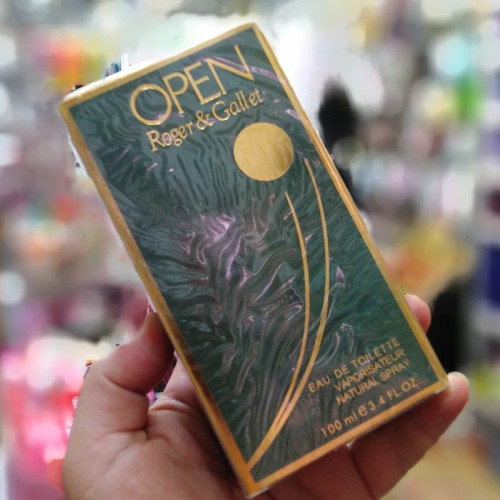 OPEN
Roger & Gallet
EAU DE TOILETTE
VAPORISATEUR
NATURAL SPRAY
100 ml e 3.4 FL.OZ.